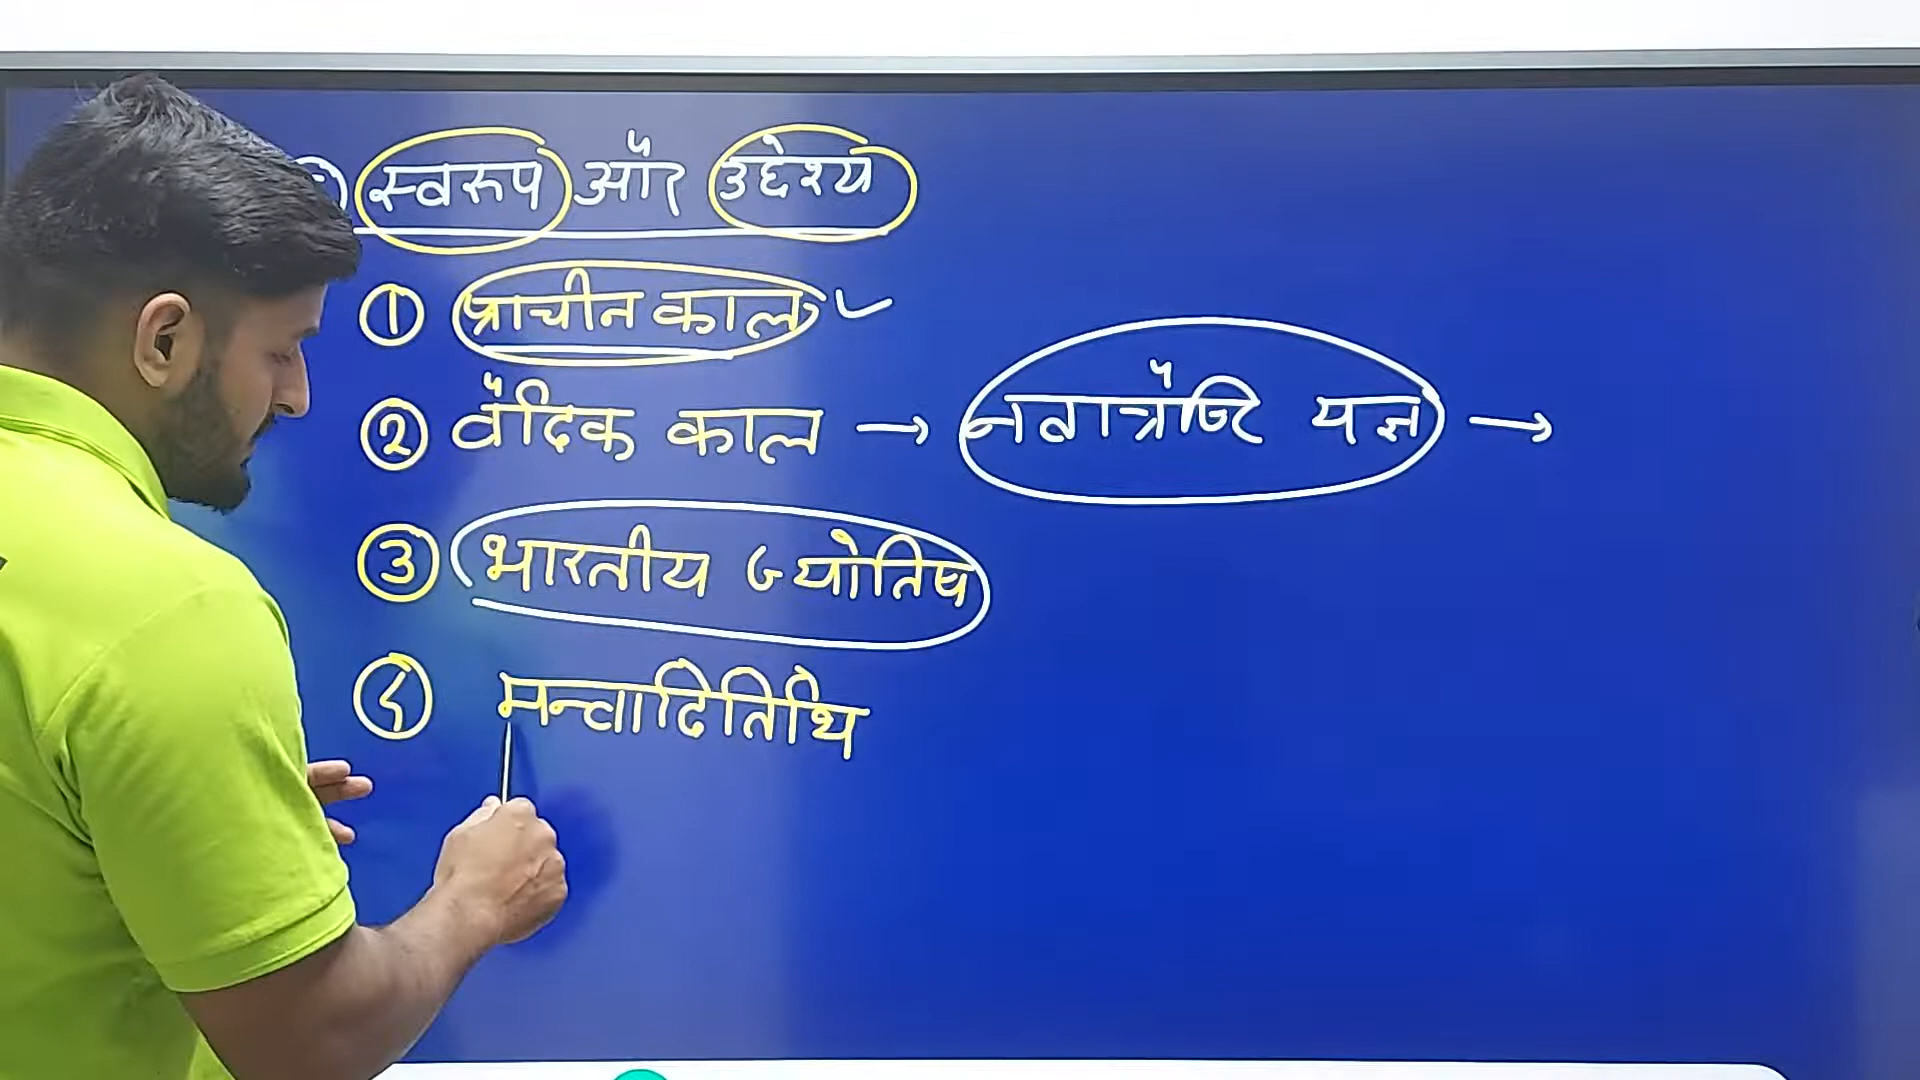 स्वरूप और उद्देश्य
① प्राचीन काल ✓
② वैदिक काल → नवात्रैष्टि यज्ञ →
③ भारतीय ज्योतिष
④ मन्वादितिथि